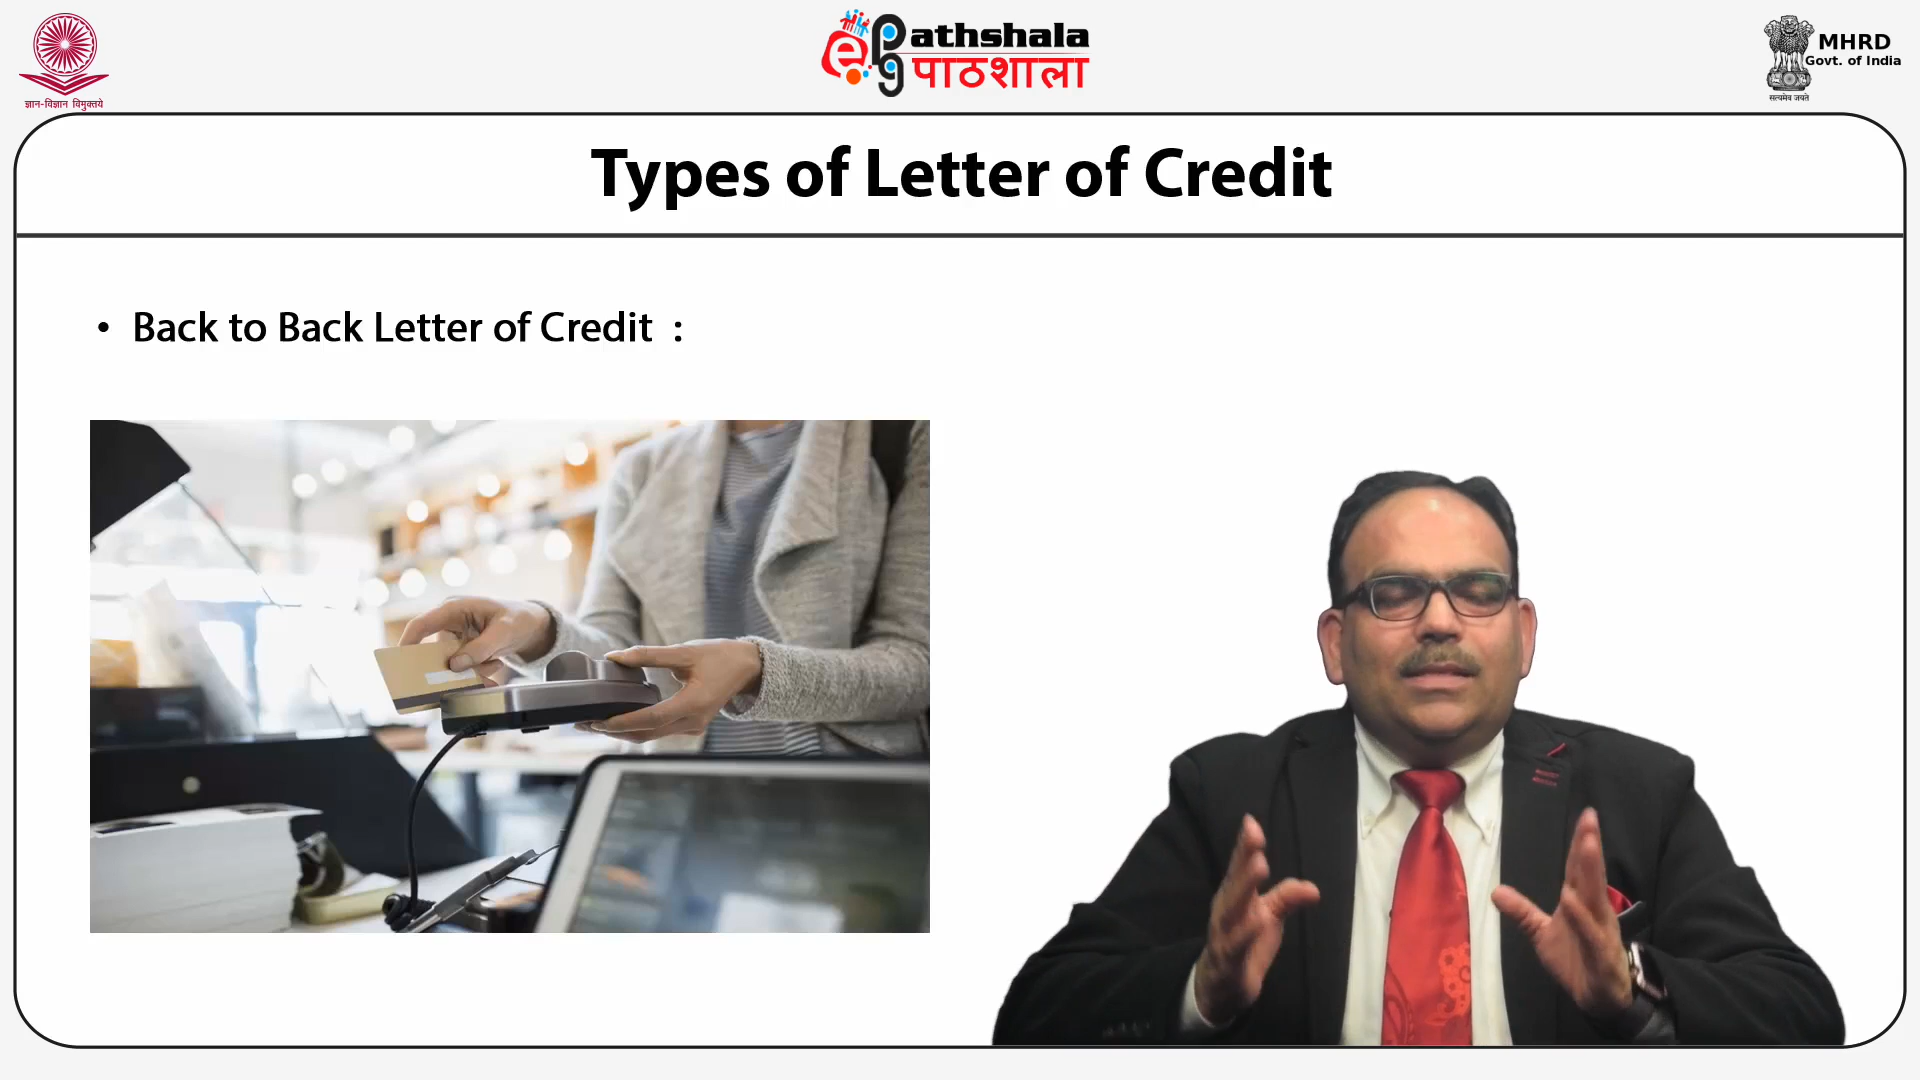 ज्ञान-विज्ञान विमुक्तये
ePathshala
पाठशाला
सत्यमेव जयते
MHRD
Govt. of India
Types of Letter of Credit
• Back to Back Letter of Credit :